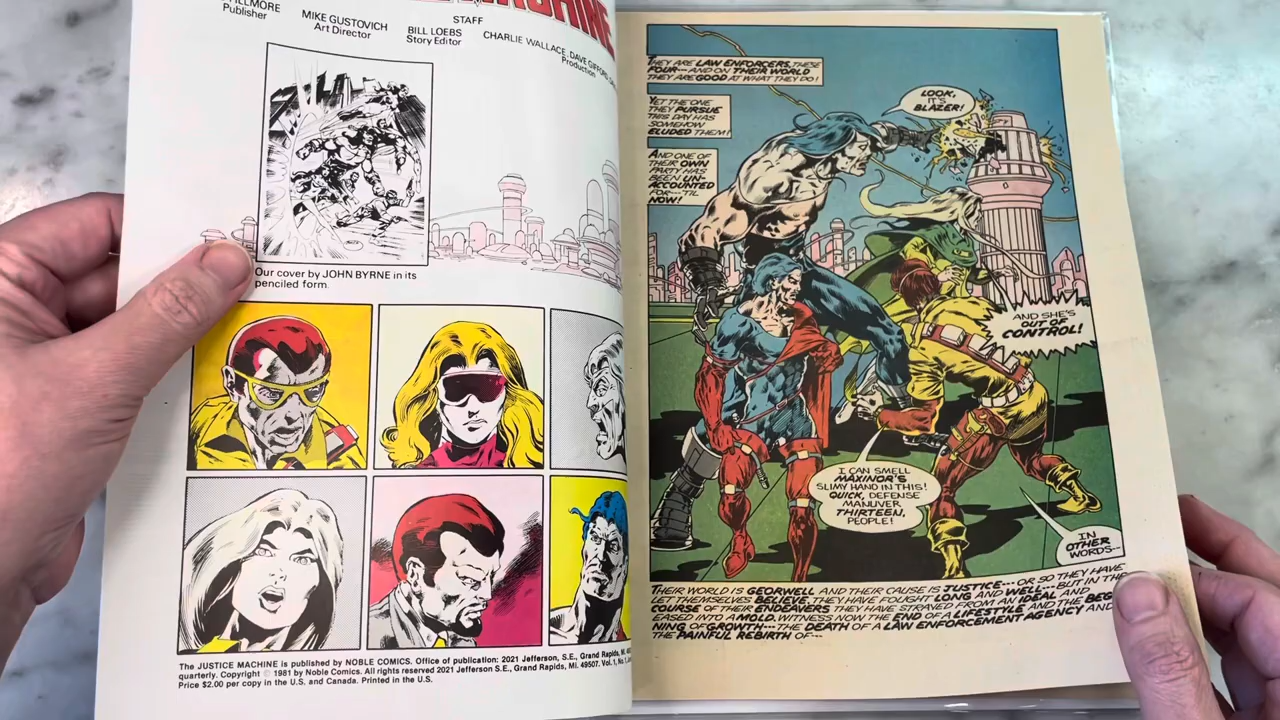 Publisher
MIKE GUSTOVICH
Art Director
STAFF
BILL LOEBS
Story Editor
CHARLIE WALLACE, DAVE GIFFORD
Production
Our cover by JOHN BYRNE in its
penciled form.
The JUSTICE MACHINE is published by NOBLE COMICS. Office of publication: 2021 Jefferson, S.E., Grand Rapids, MI.
quarterly. Copyright © 1981 by Noble Comics. All rights reserved 2021 Jefferson S.E., Grand Rapids, Mi. 49507. Vol. 1, No. 1,
Price $2.00 per copy in the U.S. and Canada. Printed in the U.S.
THEY ARE LAW ENFORCERS, THESE
FOUR---AND ON THEIR WORLD
THEY ARE GOOD AT WHAT THEY DO!
YET THE ONE
THEY PURSUE
THIS DAY HAS
SOMEHOW
ELUDED THEM!
AND ONE OF
THEIR OWN
PARTY HAS
BEEN UN-
ACCOUNTED
FOR---'TIL
NOW!
LOOK,
IT'S
BLAZER!
AND SHE'S
OUT OF
CONTROL!
I CAN SMELL
MAXINOR'S
SLIMY HAND IN THIS!
QUICK, DEFENSE
MANUVER
THIRTEEN,
PEOPLE!
IN
OTHER
WORDS--
THEIR WORLD IS GEORWELL AND THEIR CAUSE IS JUSTICE---OR SO THEY HAVE
THEMSELVES BELIEVE. THEY HAVE LIVED LONG AND WELL---BUT IN THE
COURSE OF THEIR ENDEAVERS THEY HAVE STRAYED FROM AN IDEAL AND
EASED INTO A MOLD. WITNESS NOW THE END OF A LIFESTYLE AND THE BEG
NING OF GROWTH---THE DEATH OF A LAW ENFORCEMENT AGENCY AND
THE PAINFUL REBIRTH OF---